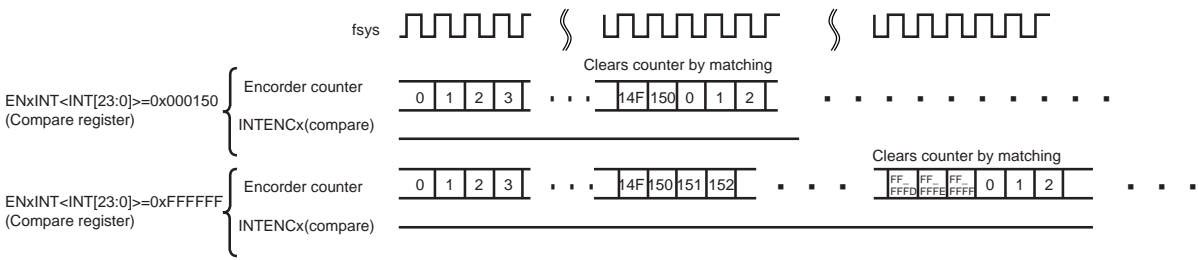 fsys
Clears counter by matching
ENxINT<INT[23:0]>=0x000150
(Compare register)
Encorder counter
0 1 2 3 · · · 14F 150 0 1 2
INTENCx(compare)
Clears counter by matching
ENxINT<INT[23:0]>=0xFFFFFF
(Compare register)
Encorder counter
0 1 2 3 · · · 14F 150 151 152 FF_FFFD FF_FFFE FF_FFFF 0 1 2
INTENCx(compare)